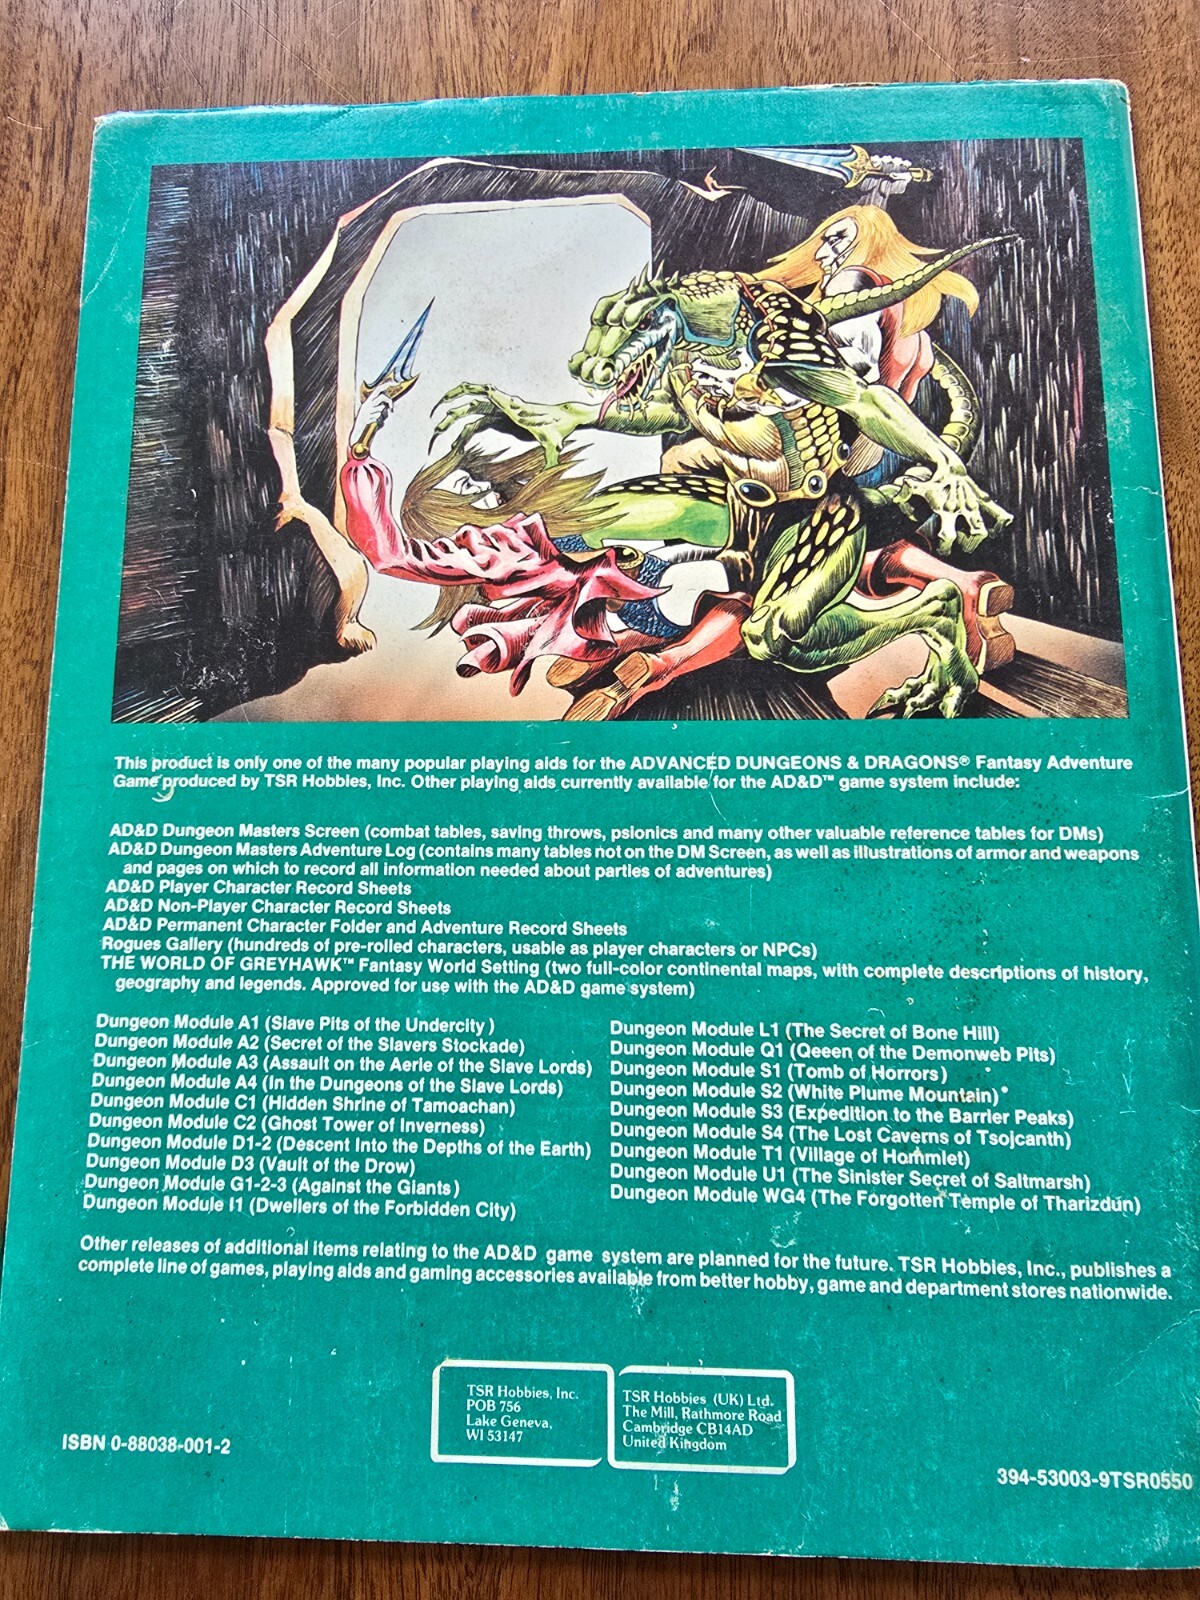 This product is only one of the many popular playing aids for the ADVANCED DUNGEONS & DRAGONS® Fantasy Adventure
Game produced by TSR Hobbies, Inc. Other playing aids currently available for the AD&D™ game system include:
AD&D Dungeon Masters Screen (combat tables, saving throws, psionics and many other valuable reference tables for DMs)
AD&D Dungeon Masters Adventure Log (contains many tables not on the DM Screen, as well as illustrations of armor and weapons
and pages on which to record all information needed about parties of adventures)
AD&D Player Character Record Sheets
AD&D Non-Player Character Record Sheets
AD&D Permanent Character Folder and Adventure Record Sheets
Rogues Gallery (hundreds of pre-rolled characters, usable as player characters or NPCs)
THE WORLD OF GREYHAWK™ Fantasy World Setting (two full-color continental maps, with complete descriptions of history,
geography and legends. Approved for use with the AD&D game system)
Dungeon Module A1 (Slave Pits of the Undercity)
Dungeon Module A2 (Secret of the Slavers Stockade)
Dungeon Module A3 (Assault on the Aerie of the Slave Lords)
Dungeon Module A4 (In the Dungeons of the Slave Lords)
Dungeon Module C1 (Hidden Shrine of Tamoachan)
Dungeon Module C2 (Ghost Tower of Inverness)
Dungeon Module D1-2 (Descent Into the Depths of the Earth)
Dungeon Module D3 (Vault of the Drow)
Dungeon Module G1-2-3 (Against the Giants)
Dungeon Module I1 (Dwellers of the Forbidden City)
Dungeon Module L1 (The Secret of Bone Hill)
Dungeon Module Q1 (Qeeen of the Demonweb Pits)
Dungeon Module S1 (Tomb of Horrors)
Dungeon Module S2 (White Plume Mountain)
Dungeon Module S3 (Expedition to the Barrier Peaks)
Dungeon Module S4 (The Lost Caverns of Tsojcanth)
Dungeon Module T1 (Village of Hommlet)
Dungeon Module U1 (The Sinister Secret of Saltmarsh)
Dungeon Module WG4 (The Forgotten Temple of Tharizdun)
Other releases of additional items relating to the AD&D game system are planned for the future. TSR Hobbies, Inc., publishes a
complete line of games, playing aids and gaming accessories available from better hobby, game and department stores nationwide.
TSR Hobbies, Inc.
POB 756
Lake Geneva,
WI 53147
TSR Hobbies (UK) Ltd.
The Mill, Rathmore Road
Cambridge CB14AD
United Kingdom
ISBN 0-88038-001-2
394-53003-9TSR0550